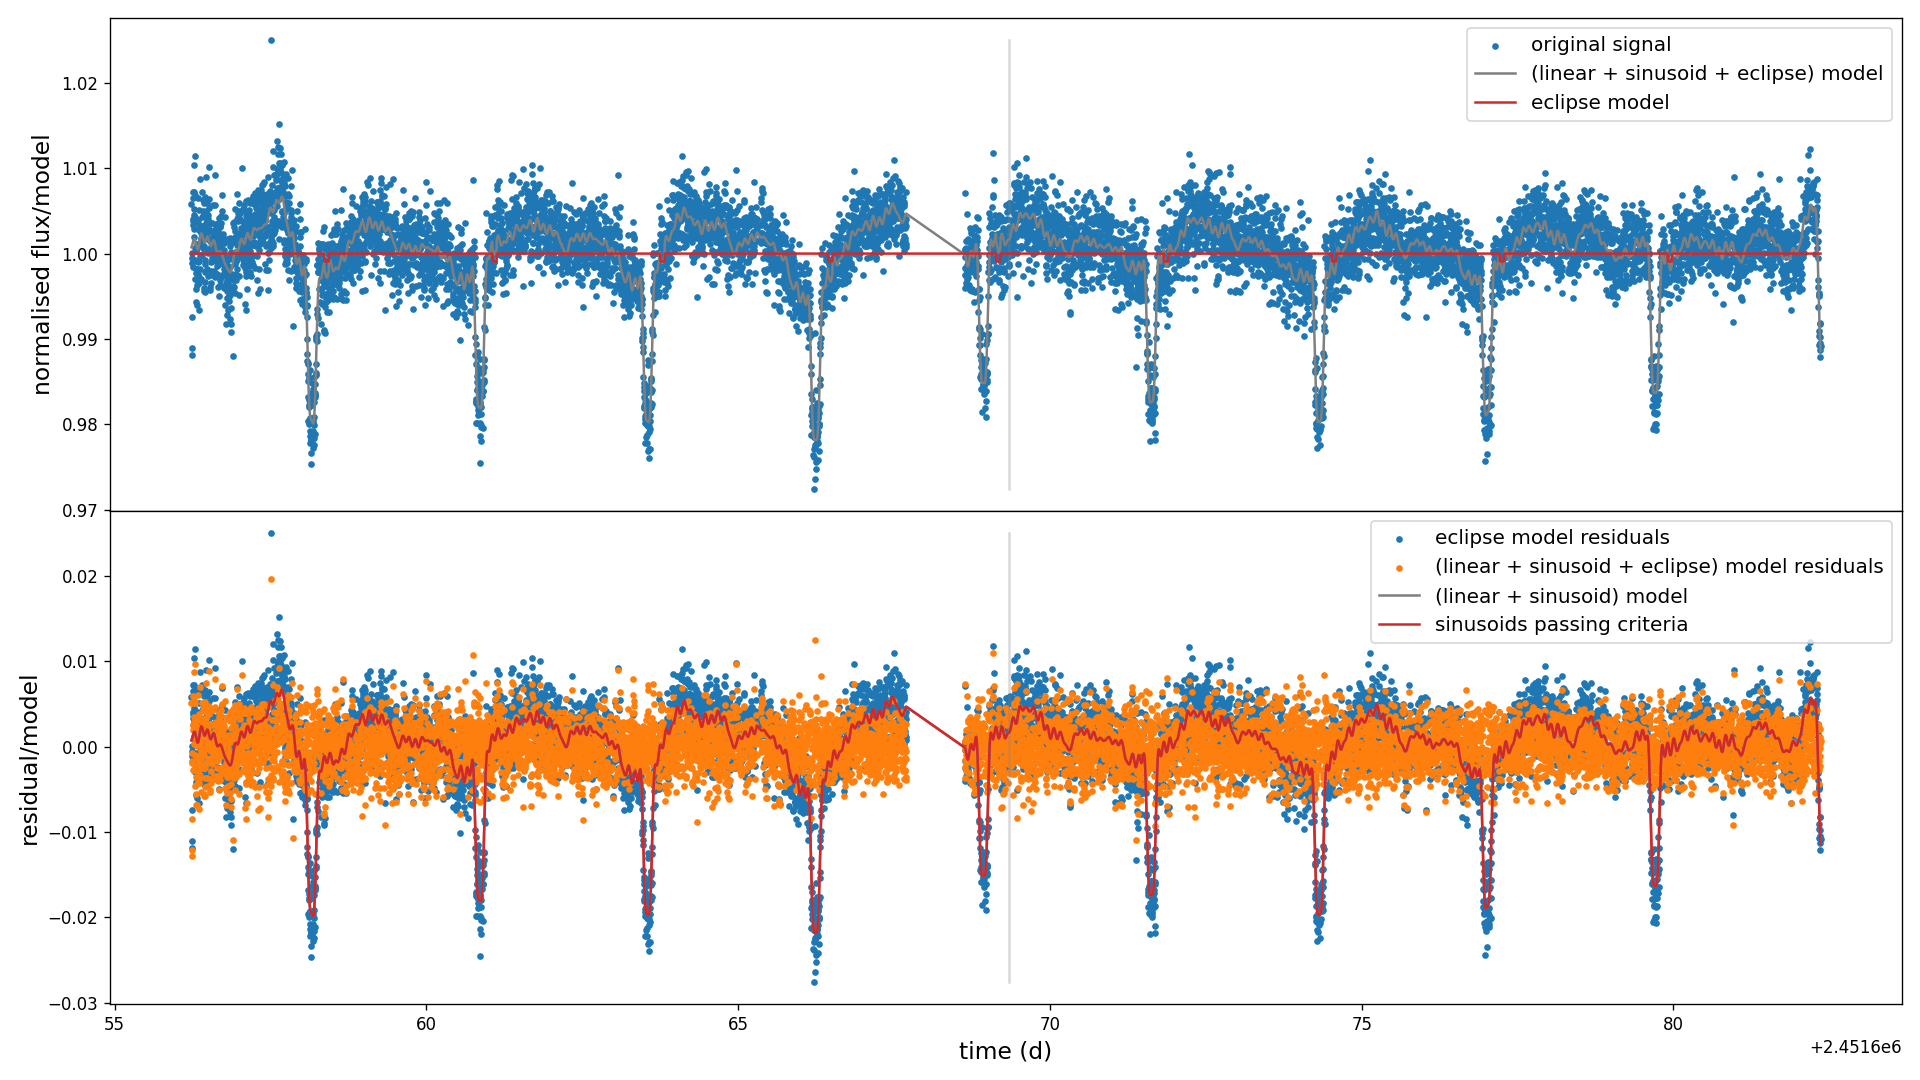 original signal
(linear + sinusoid + eclipse) model
eclipse model
normalised flux/model
1.02
1.01
1.00
0.99
0.98
0.97
eclipse model residuals
(linear + sinusoid + eclipse) model residuals
(linear + sinusoid) model
sinusoids passing criteria
residual/model
0.02
0.01
0.00
−0.01
−0.02
−0.03
55 60 65 70 75 80
time (d)
+2.4516e6